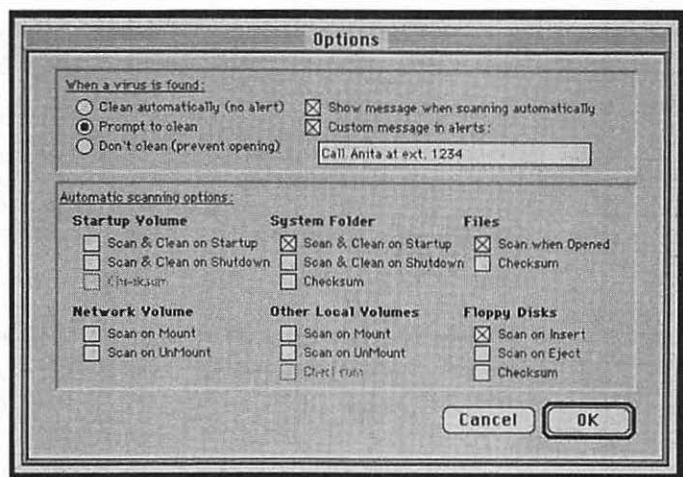 Options
When a virus is found:
Clean automatically (no alert)
Prompt to clean
Don't clean (prevent opening)
Show message when scanning automatically
Custom message in alerts:
Call Anita at ext. 1234
Automatic scanning options:
Startup Volume
Scan & Clean on Startup
Scan & Clean on Shutdown
Checksum
System Folder
Scan & Clean on Startup
Scan & Clean on Shutdown
Checksum
Files
Scan when Opened
Checksum
Network Volume
Scan on Mount
Scan on UnMount
Other Local Volumes
Scan on Mount
Scan on UnMount
Checksum
Floppy Disks
Scan on Insert
Scan on Eject
Checksum
Cancel
OK